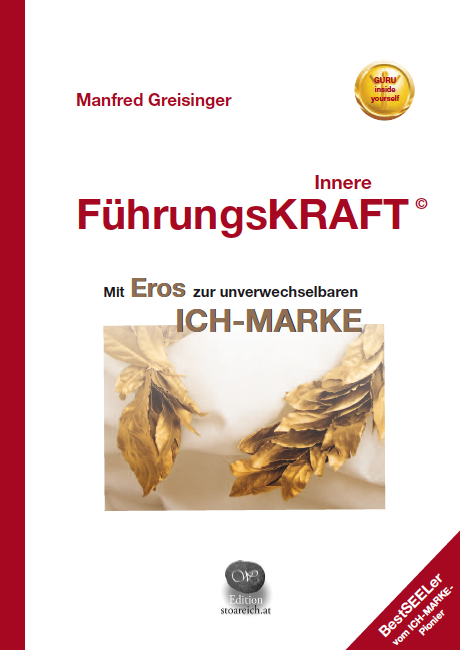 Manfred Greisinger
GURU
inside
yourself
Innere
FührungsKRAFT ©
Mit Eros zur unverwechselbaren
ICH-MARKE
Edition
stoareich.at
BestSEELer
vom ICH-MARKE-
Pionier